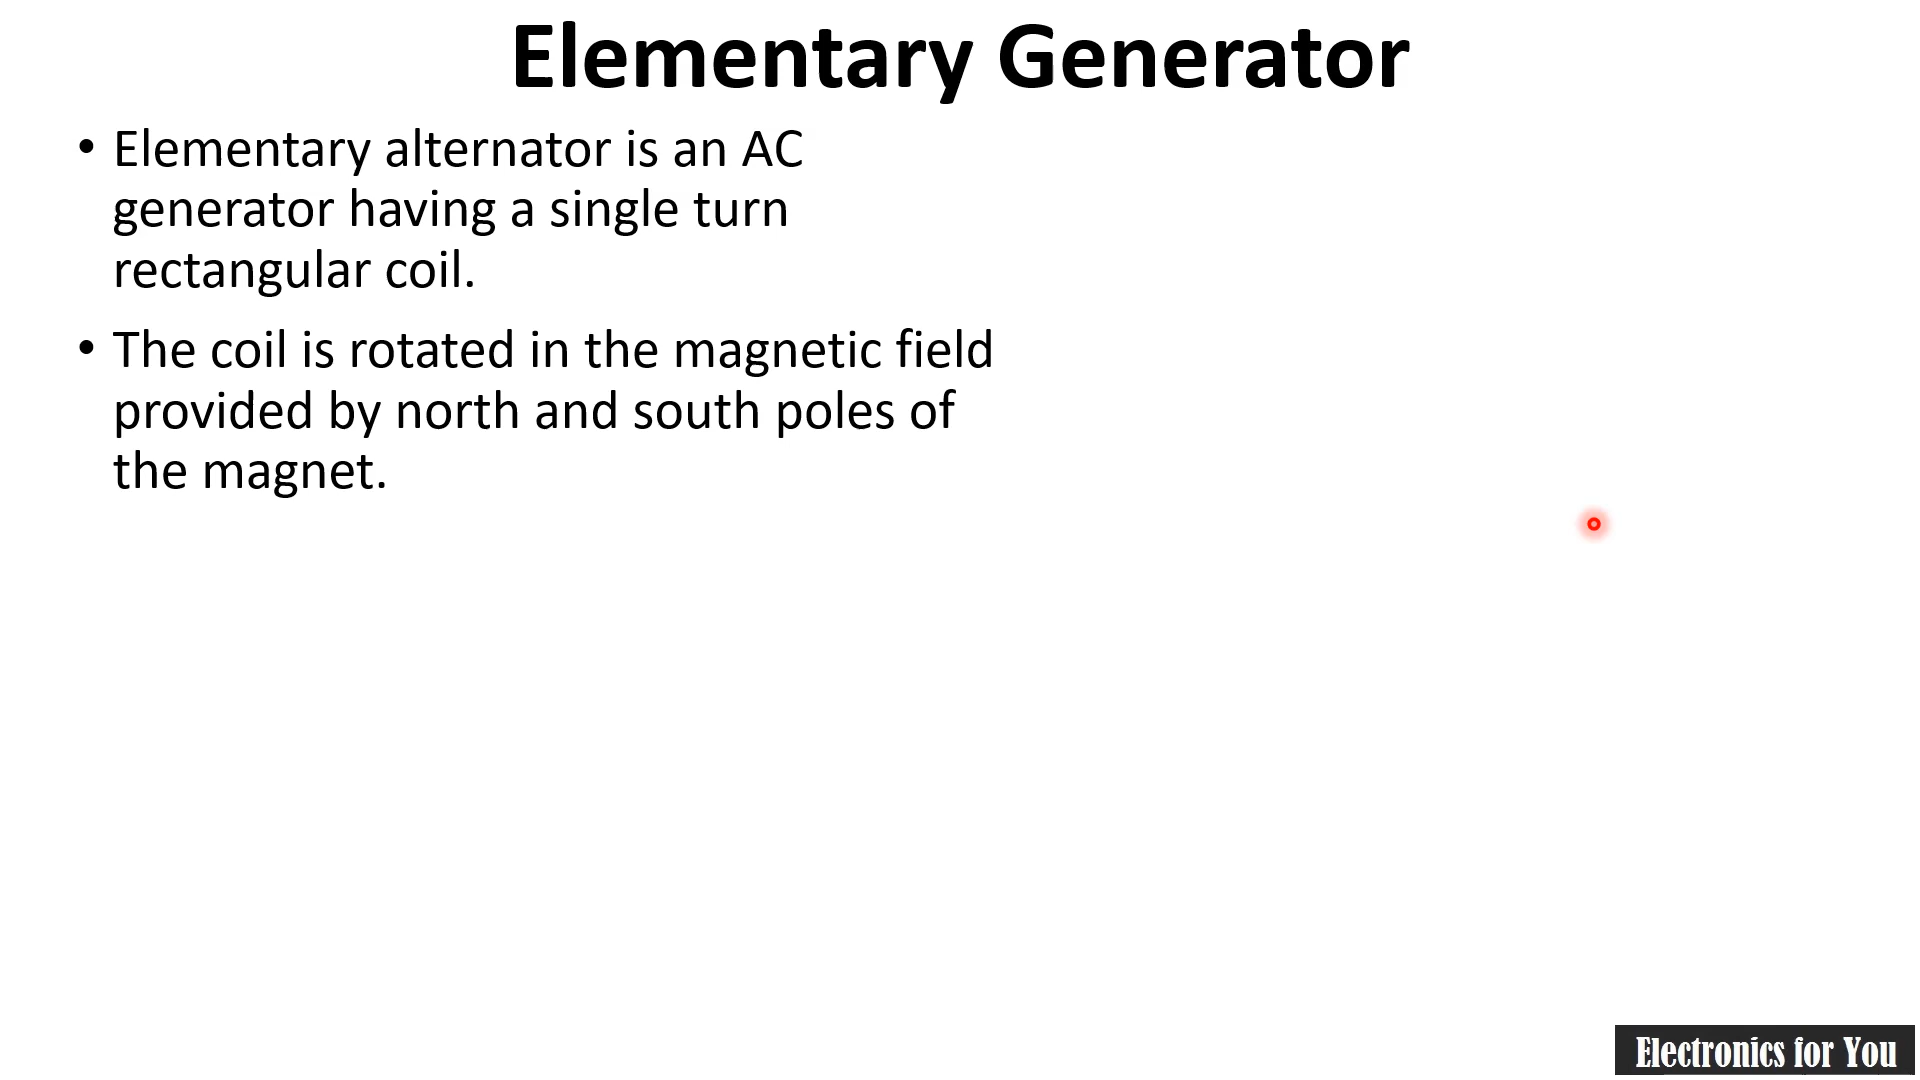 Elementary Generator
• Elementary alternator is an AC
generator having a single turn
rectangular coil.
• The coil is rotated in the magnetic field
provided by north and south poles of
the magnet.
Electronics for You